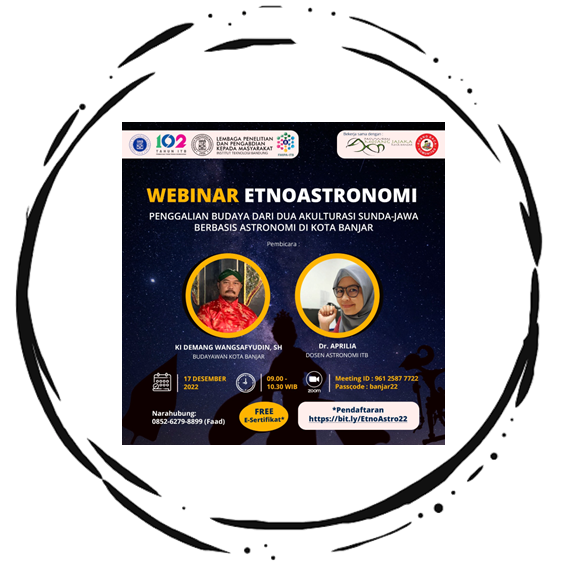 102
TAHUN ITB
LEMBAGA PENELITIAN
DAN PENGABDIAN
KEPADA MASYARAKAT
INSTITUT TEKNOLOGI BANDUNG
Bekerja sama dengan :
WEBINAR ETNOASTRONOMI
PENGGALIAN BUDAYA DARI DUA AKULTURASI SUNDA-JAWA
BERBASIS ASTRONOMI DI KOTA BANJAR
Pembicara :
KI DEMANG WANGSAFYUDIN, SH
BUDAYAWAN KOTA BANJAR
Dr. APRILIA
DOSEN ASTRONOMI ITB
17 DESEMBER
2022
09.00 -
10.30 WIB
zoom
Meeting ID : 961 2587 7722
Passcode : banjar22
Narahubung:
0852-6279-8899 (Faad)
FREE
E-Sertifikat*
*Pendaftaran
https://bit.ly/EtnoAstro22